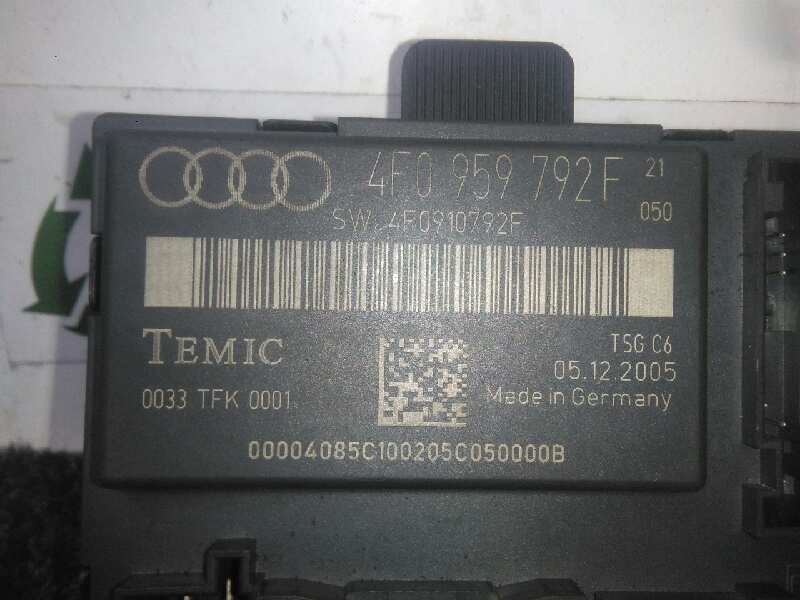 4F0 959 792F 21
SW. 4F0910792F 050
TEMIC TSG C6
05.12.2005
0033 TFK 0001 Made in Germany
00004085C100205C050000B